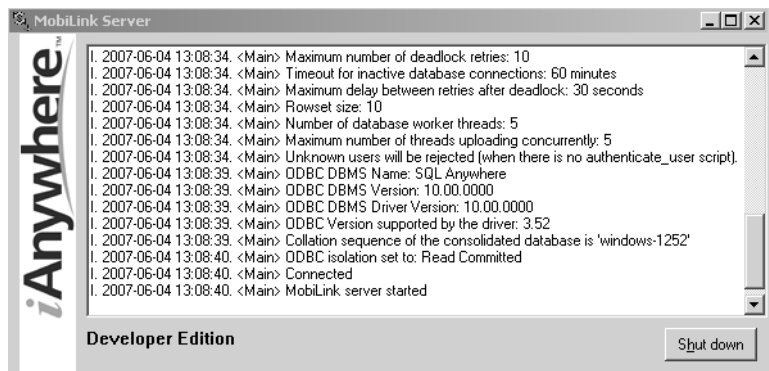 MobiLink Server
iAnywhere™
I. 2007-06-04 13:08:34. <Main> Maximum number of deadlock retries: 10
I. 2007-06-04 13:08:34. <Main> Timeout for inactive database connections: 60 minutes
I. 2007-06-04 13:08:34. <Main> Maximum delay between retries after deadlock: 30 seconds
I. 2007-06-04 13:08:34. <Main> Rowset size: 10
I. 2007-06-04 13:08:34. <Main> Number of database worker threads: 5
I. 2007-06-04 13:08:34. <Main> Maximum number of threads uploading concurrently: 5
I. 2007-06-04 13:08:34. <Main> Unknown users will be rejected (when there is no authenticate_user script).
I. 2007-06-04 13:08:39. <Main> ODBC DBMS Name: SQL Anywhere
I. 2007-06-04 13:08:39. <Main> ODBC DBMS Version: 10.00.0000
I. 2007-06-04 13:08:39. <Main> ODBC DBMS Driver Version: 10.00.0000
I. 2007-06-04 13:08:39. <Main> ODBC Version supported by the driver: 3.52
I. 2007-06-04 13:08:39. <Main> Collation sequence of the consolidated database is 'windows-1252'
I. 2007-06-04 13:08:40. <Main> ODBC isolation set to: Read Committed
I. 2007-06-04 13:08:40. <Main> Connected
I. 2007-06-04 13:08:40. <Main> MobiLink server started
Developer Edition
Shut down